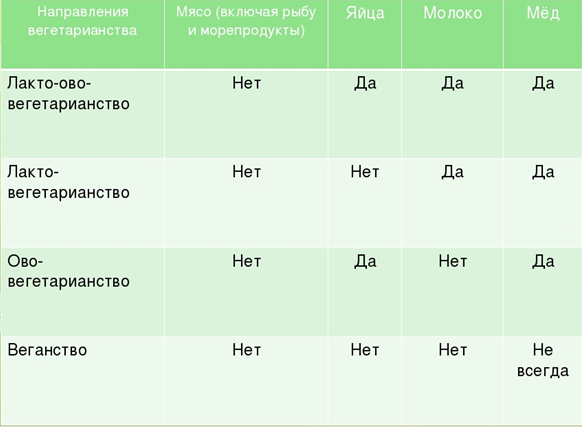 Направления Мясо (включая рыбу Яйца Молоко Мёд
вегетарианства и морепродукты)
Лакто-ово- Нет Да Да Да
вегетарианство
Лакто- Нет Нет Да Да
вегетарианство
Ово- Нет Да Нет Да
вегетарианство
Веганство Нет Нет Нет Не
всегда